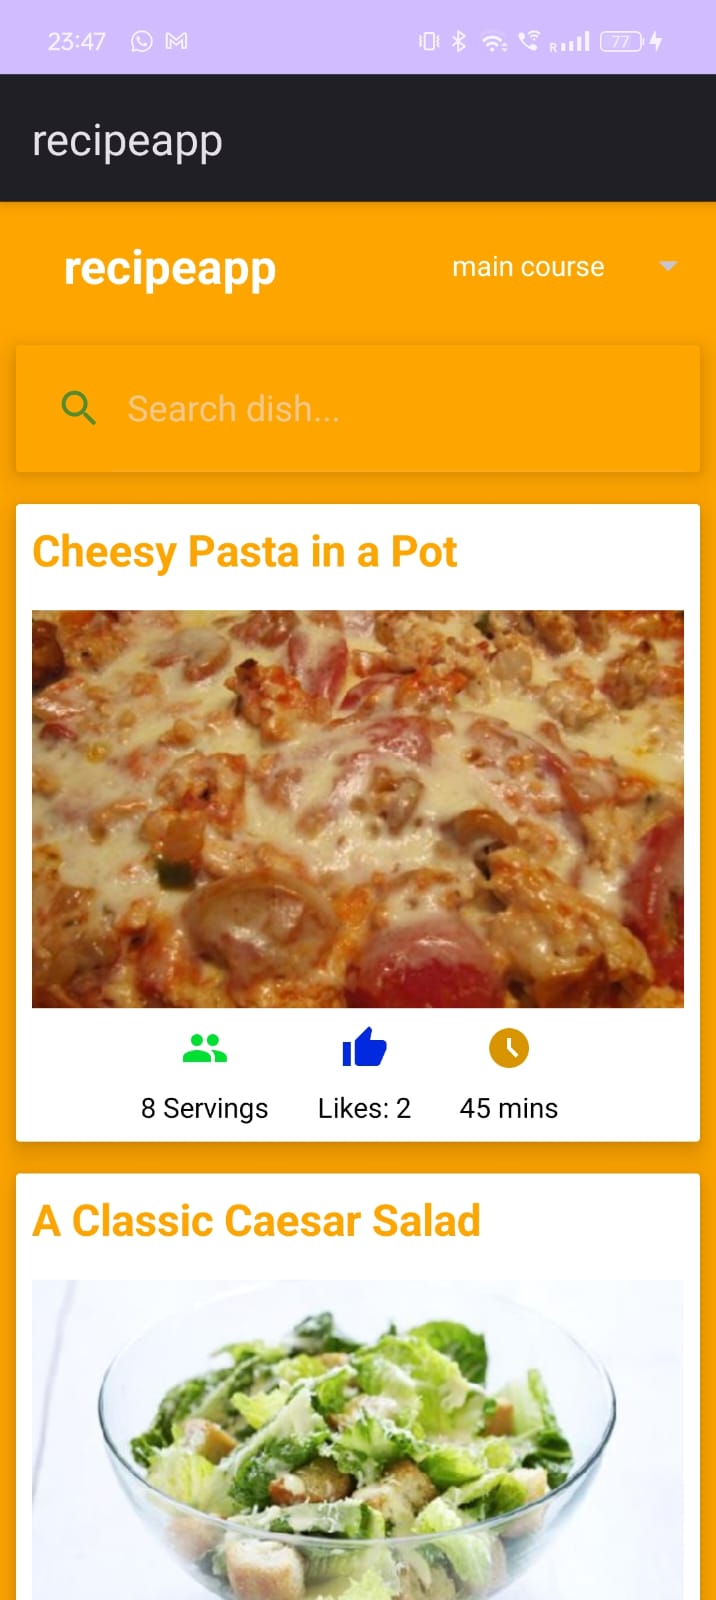 23:47
R 77
recipeapp
recipeapp
main course
Search dish...
Cheesy Pasta in a Pot
8 Servings Likes: 2 45 mins
A Classic Caesar Salad